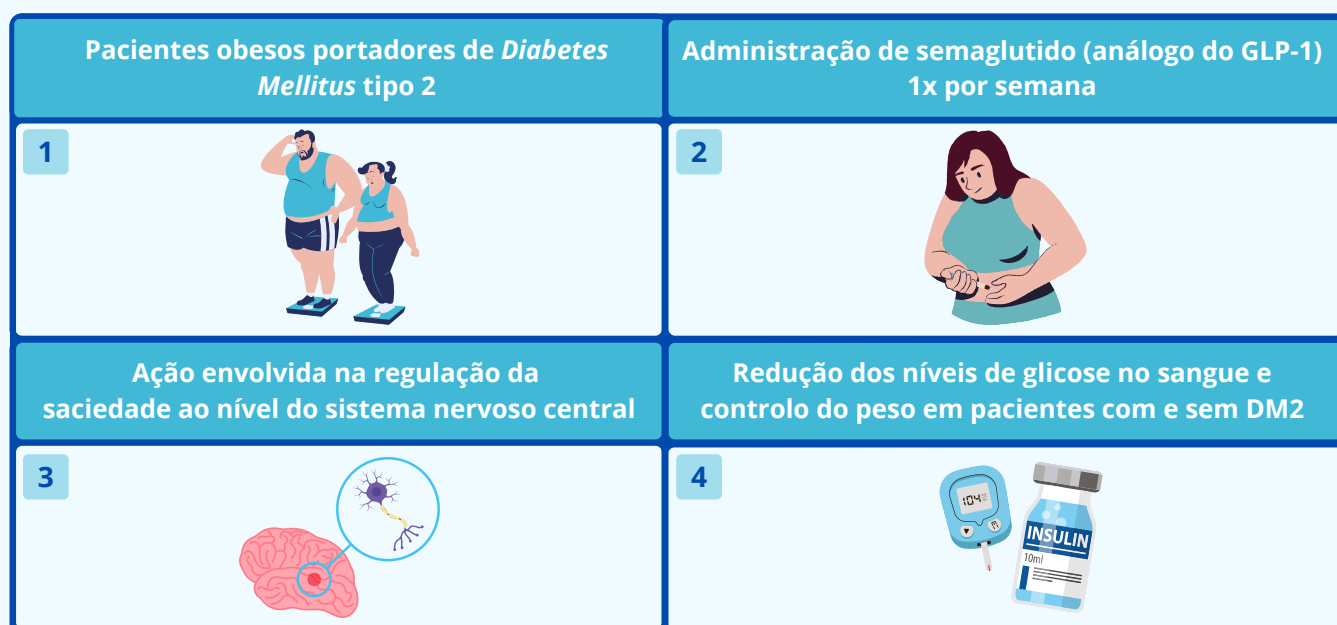 Pacientes obesos portadores de Diabetes
Mellitus tipo 2
Administração de semaglutido (análogo do GLP-1)
1x por semana
1
2
Ação envolvida na regulação da
saciedade ao nível do sistema nervoso central
Redução dos níveis de glicose no sangue e
controlo do peso em pacientes com e sem DM2
3
4
104
INSULIN
10ml